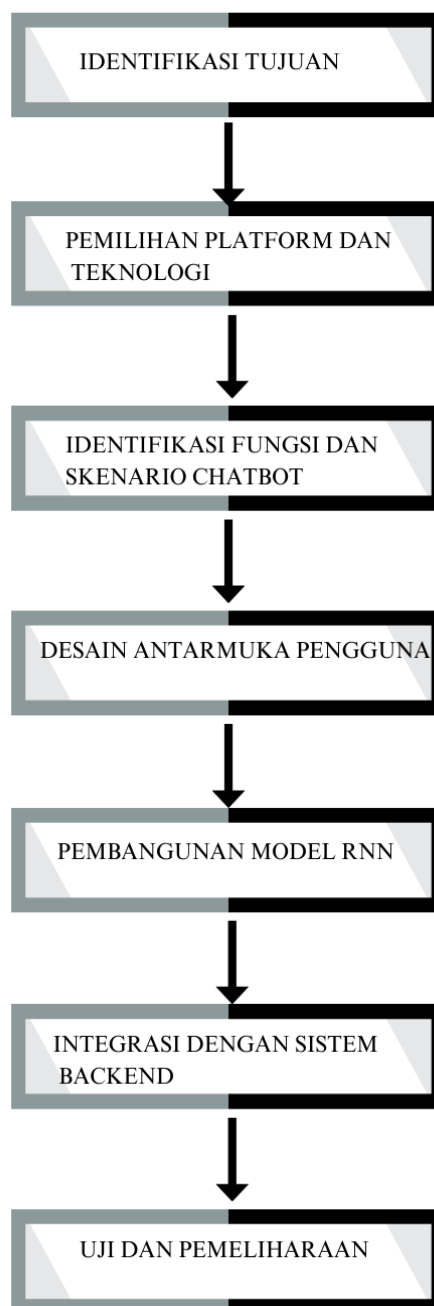 IDENTIFIKASI TUJUAN
PEMILIHAN PLATFORM DAN
TEKNOLOGI
IDENTIFIKASI FUNGSI DAN
SKENARIO CHATBOT
DESAIN ANTARMUKA PENGGUNA
PEMBANGUNAN MODEL RNN
INTEGRASI DENGAN SISTEM
BACKEND
UJI DAN PEMELIHARAAN